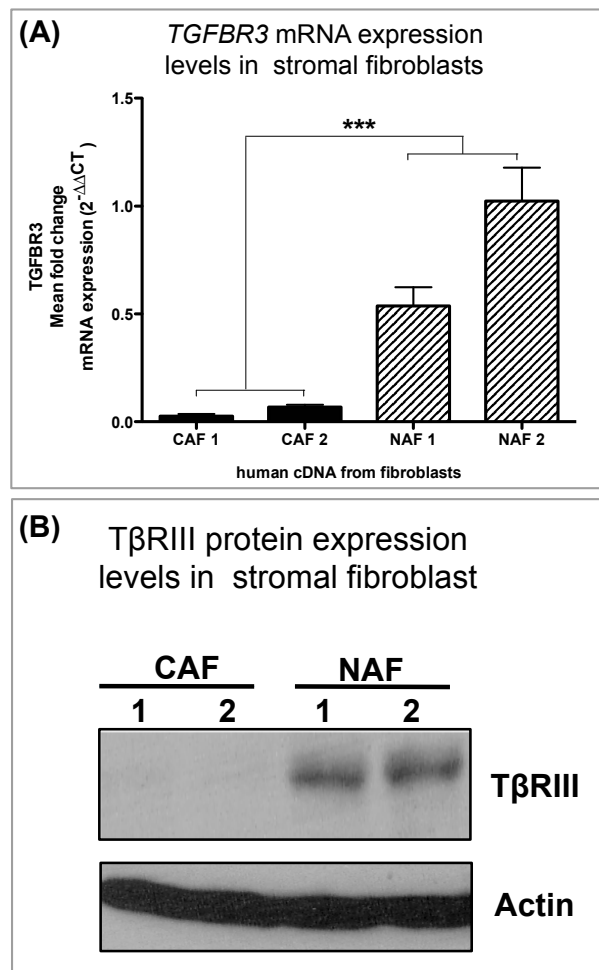 (A)
TGFBR3 mRNA expression
levels in stromal fibroblasts
TGFBR3
Mean fold change
mRNA expression (2^-ΔΔCT)
1.5
1.0
0.5
0.0
***
CAF 1 CAF 2 NAF 1 NAF 2
human cDNA from fibroblasts
(B)
TβRIII protein expression
levels in stromal fibroblast
CAF NAF
1 2 1 2
TβRIII
Actin